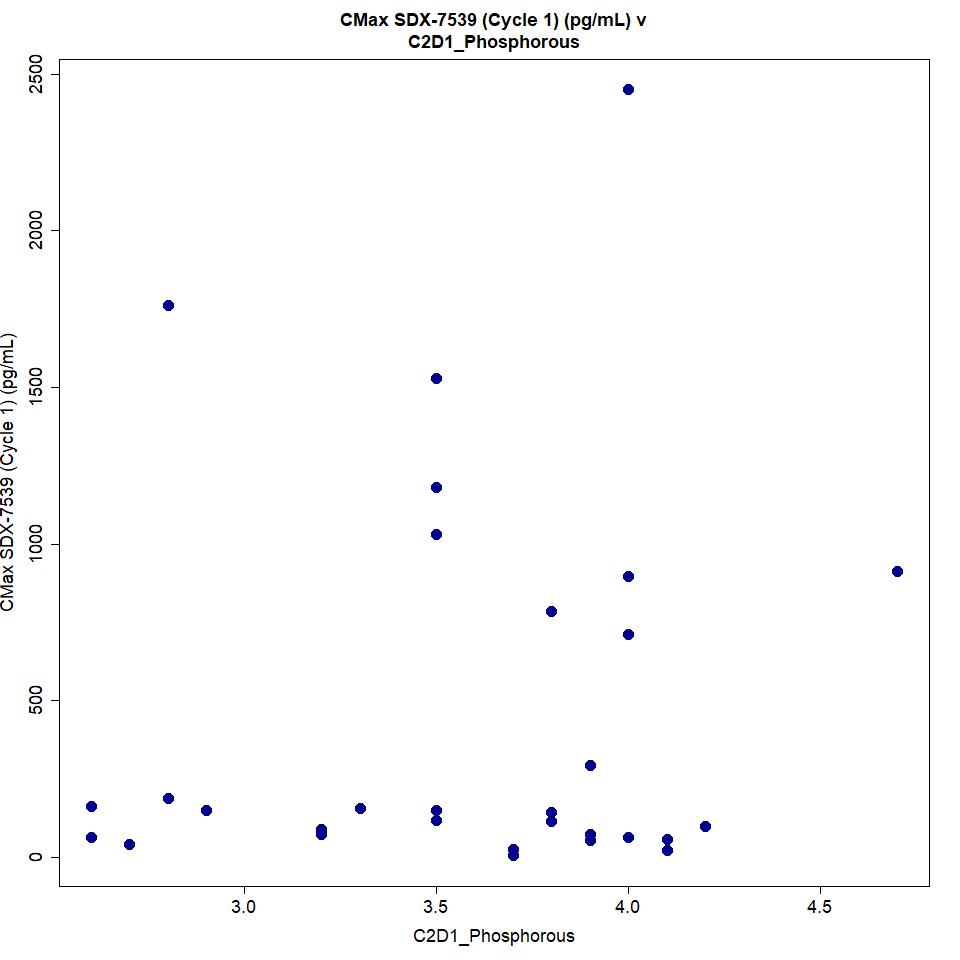 CMax SDX-7539 (Cycle 1) (pg/mL) v
C2D1_Phosphorous
2500
2000
1500
1000
500
0
CMax SDX-7539 (Cycle 1) (pg/mL)
3.0 3.5 4.0 4.5
C2D1_Phosphorous